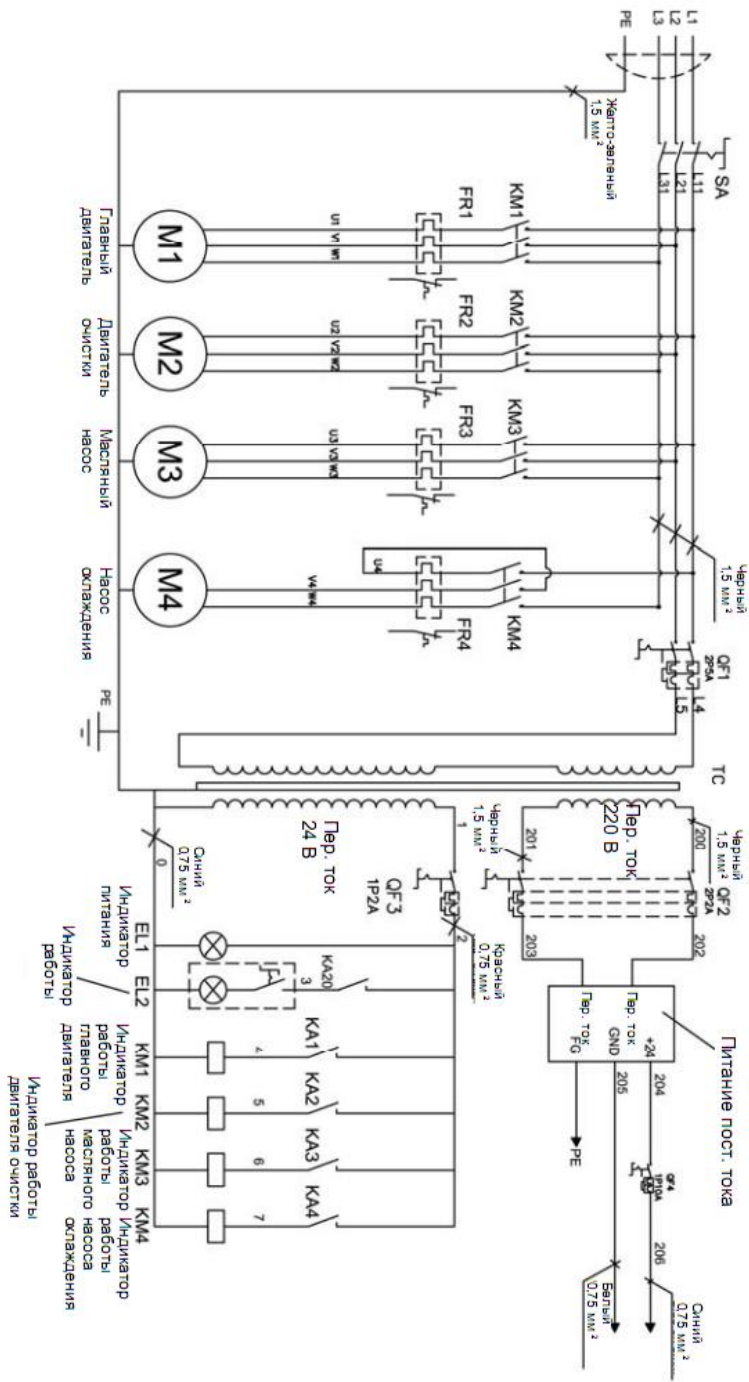 L1
L2
L3
PE
Желто-зеленый
1,5 мм²
SA
L11
L21
L31
KM1
FR1
U1 V1 W1
M1
Главный
двигатель
KM2
FR2
U2 V2 W2
M2
Двигатель
очистки
KM3
FR3
U3 V3 W3
M3
Масляный
насос
KM4
FR4
U4
V4 W4
M4
Насос
охлаждения
Черный
1,5 мм²
QF1
2P5A
L4
L5
PE
TC
Черный
1,5 мм²
200
QF2
2P2A
202
Пер. ток
220 В
201
203
Черный
1,5 мм²
Пер. ток
24 В
1
QF3
1P2A
2
Красный
0,75 мм²
0
Синий
0,75 мм²
Питание пост. тока
Пер. ток
Пер. ток
+24
GND
FG
PE
204
205
QF4
1P10A
206
Синий
0,75 мм²
Белый
0,75 мм²
EL1
Индикатор
питания
KA20
3
EL2
Индикатор
работы
KA1
4
KM1
Индикатор
работы
главного
двигателя
KA2
5
KM2
Индикатор работы
двигателя очистки
KA3
6
KM3
Индикатор
работы
масляного
насоса
KA4
7
KM4
Индикатор
работы
насоса
охлаждения